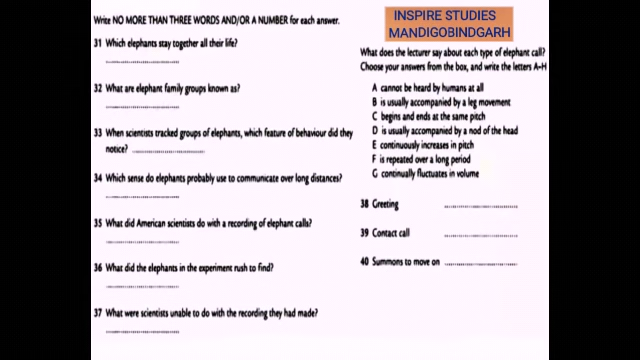 Write NO MORE THAN THREE WORDS AND/OR A NUMBER for each answer.
31 Which elephants stay together all their life?
32 What are elephant family groups known as?
33 When scientists tracked groups of elephants, which feature of behaviour did they
notice?
34 Which sense do elephants probably use to communicate over long distances?
35 What did American scientists do with a recording of elephant calls?
36 What did the elephants in the experiment rush to find?
37 What were scientists unable to do with the recording they had made?
INSPIRE STUDIES
MANDIGOBINDGARH
What does the lecturer say about each type of elephant call?
Choose your answers from the box, and write the letters A–H
A cannot be heard by humans at all
B is usually accompanied by a leg movement
C begins and ends at the same pitch
D is usually accompanied by a nod of the head
E continuously increases in pitch
F is repeated over a long period
G continually fluctuates in volume
38 Greeting
39 Contact call
40 Summons to move on